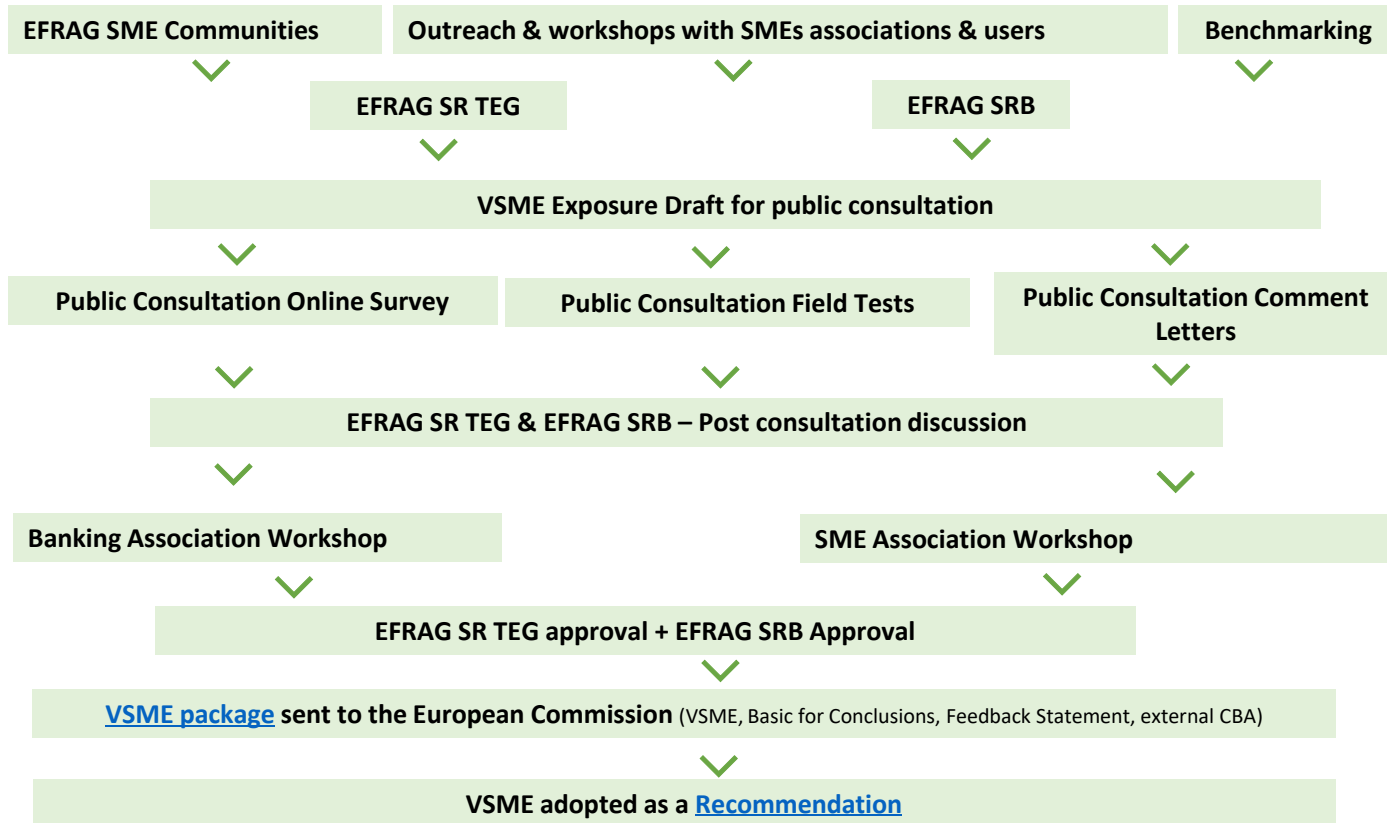 EFRAG SME Communities
Outreach & workshops with SMEs associations & users
Benchmarking
EFRAG SR TEG
EFRAG SRB
VSME Exposure Draft for public consultation
Public Consultation Online Survey
Public Consultation Field Tests
Public Consultation Comment
Letters
EFRAG SR TEG & EFRAG SRB – Post consultation discussion
Banking Association Workshop
SME Association Workshop
EFRAG SR TEG approval + EFRAG SRB Approval
VSME package sent to the European Commission (VSME, Basic for Conclusions, Feedback Statement, external CBA)
VSME adopted as a Recommendation